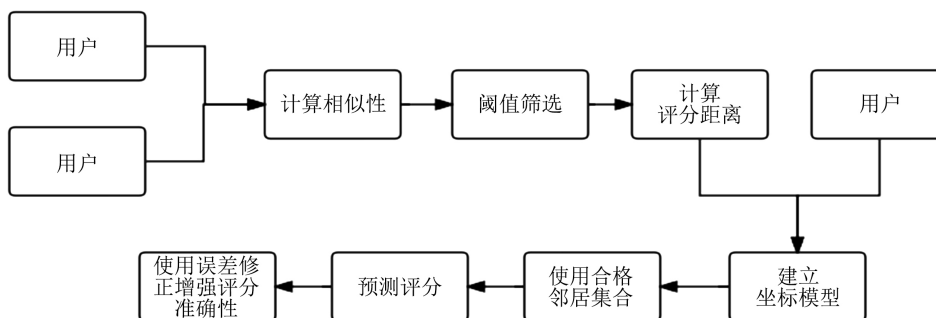 用户
用户
计算相似性
阈值筛选
计算
评分距离
用户
建立
坐标模型
使用合格
邻居集合
预测评分
使用误差修
正增强评分
准确性